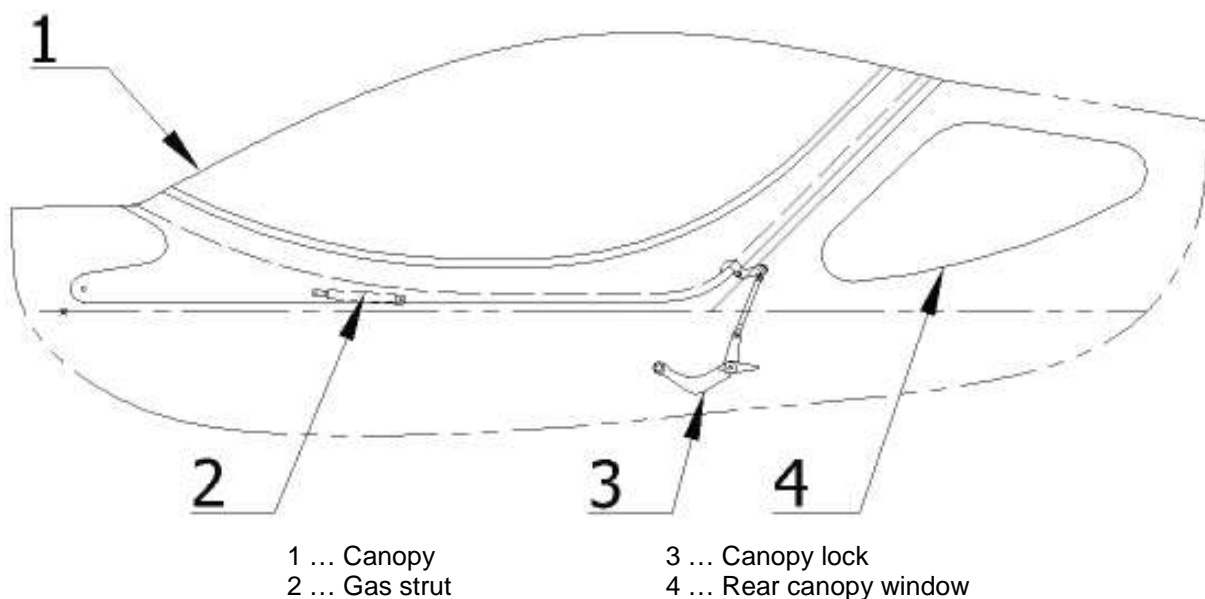 1
2
3
4
1 … Canopy
3 … Canopy lock
2 … Gas strut
4 … Rear canopy window